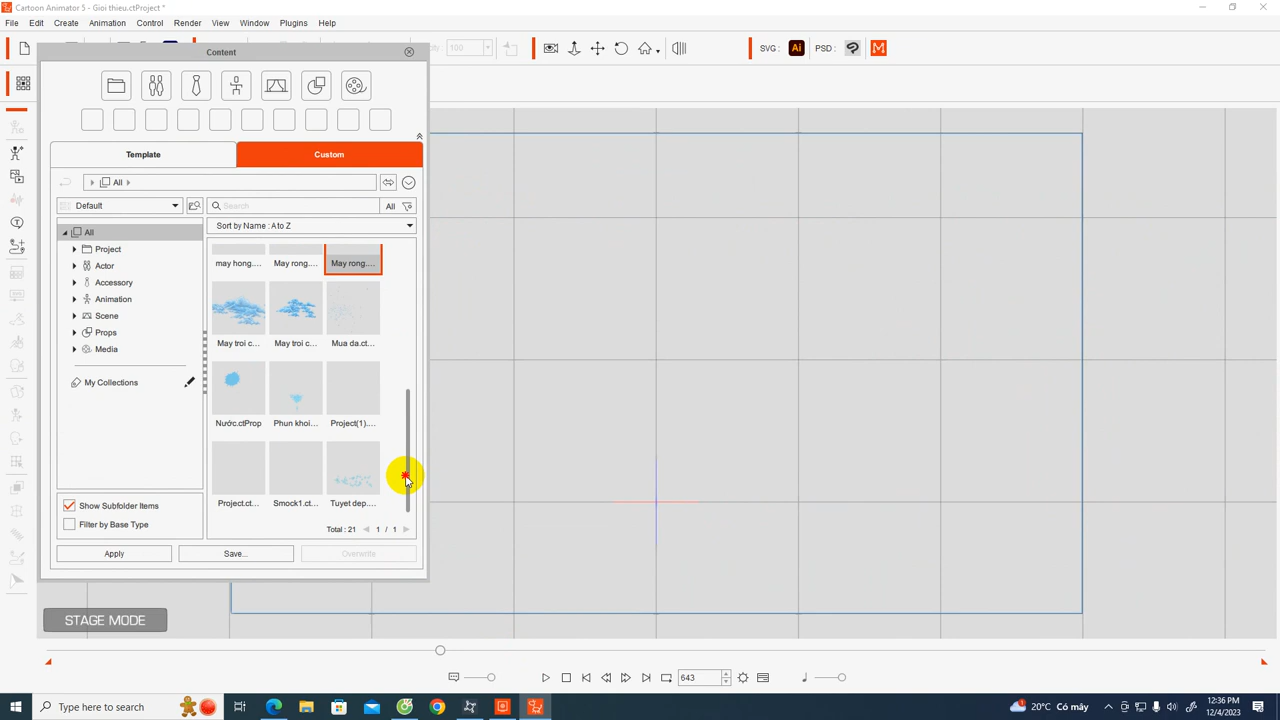 Cartoon Animator 5 - Gioi thieu.ctProject *
File Edit Create Animation Control Render View Window Plugins Help
100
SVG : Ai PSD :
Content
Template Custom
All
Default Search All
Sort by Name : A to Z
All
Project
Actor
Accessory
Animation
Scene
Props
Media
My Collections
may hong.... May rong.... May rong....
May troi c... May troi c... Mua da.ct...
Nước.ctProp Phun khoi... Project(1)....
Project.ct... Smock1.ct... Tuyet dep....
Show Subfolder Items
Filter by Base Type
Total : 21 1 / 1
Apply Save... Overwrite
STAGE MODE
643
Type here to search
20°C Có mây
12:36 PM
12/4/2023